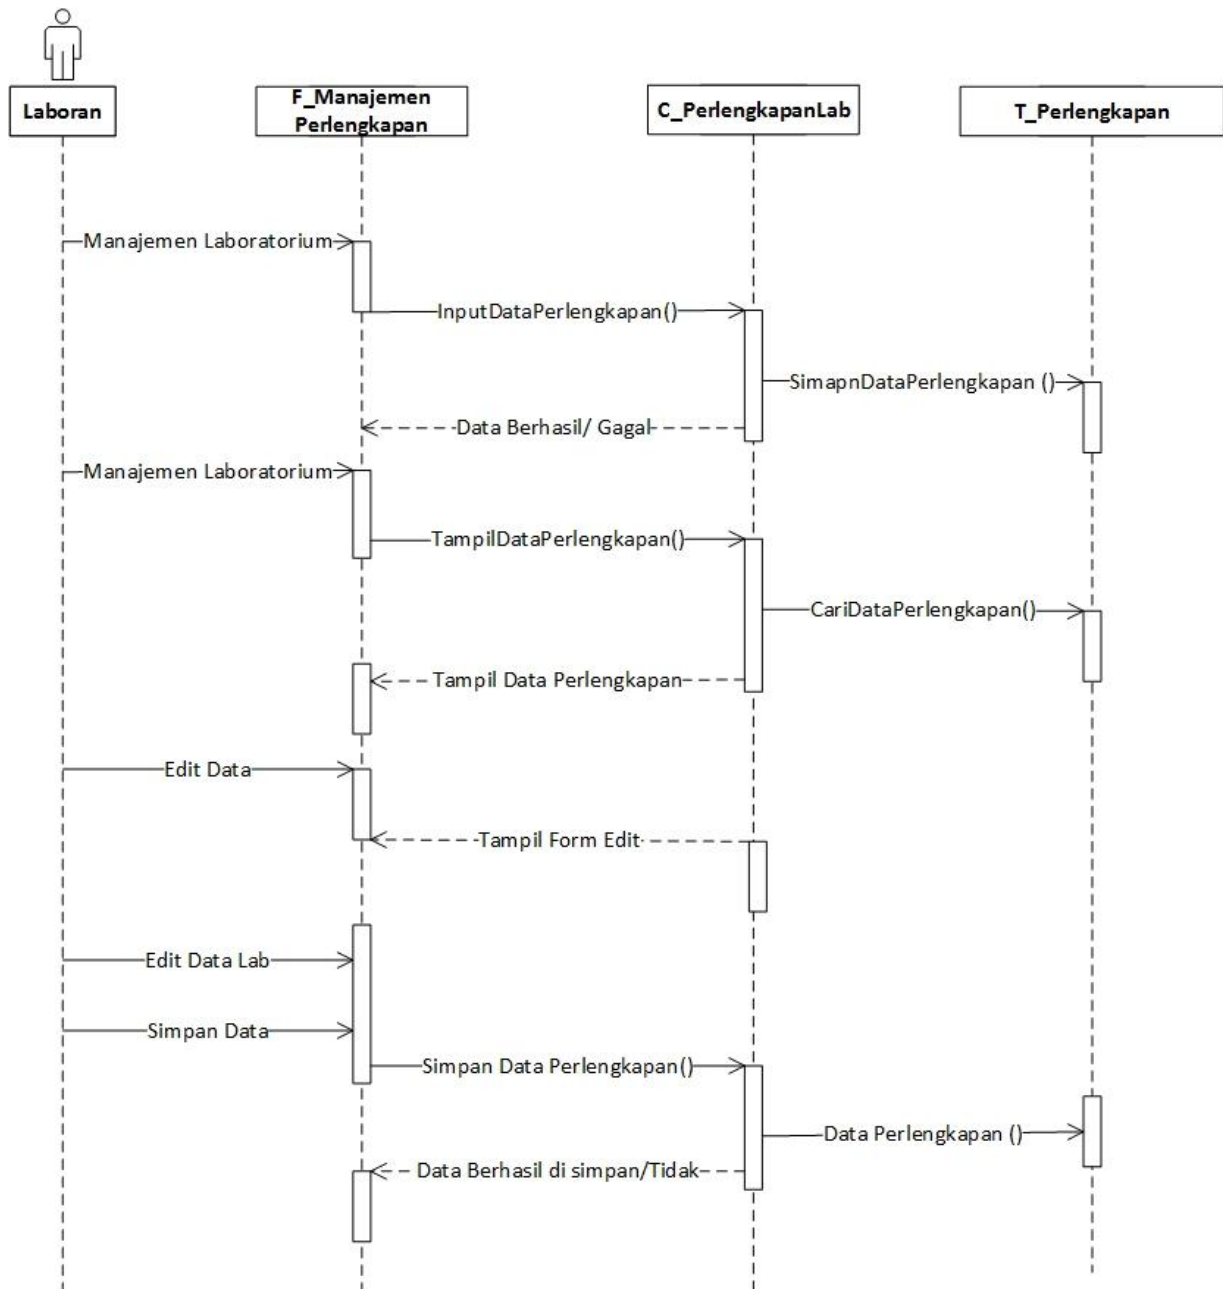 Laboran
F_Manajemen
Perlengkapan
C_PerlengkapanLab
T_Perlengkapan
Manajemen Laboratorium
InputDataPerlengkapan()
SimapnDataPerlengkapan ()
Data Berhasil/ Gagal
Manajemen Laboratorium
TampilDataPerlengkapan()
CariDataPerlengkapan()
Tampil Data Perlengkapan
Edit Data
Tampil Form Edit
Edit Data Lab
Simpan Data
Simpan Data Perlengkapan()
Data Perlengkapan ()
Data Berhasil di simpan/Tidak